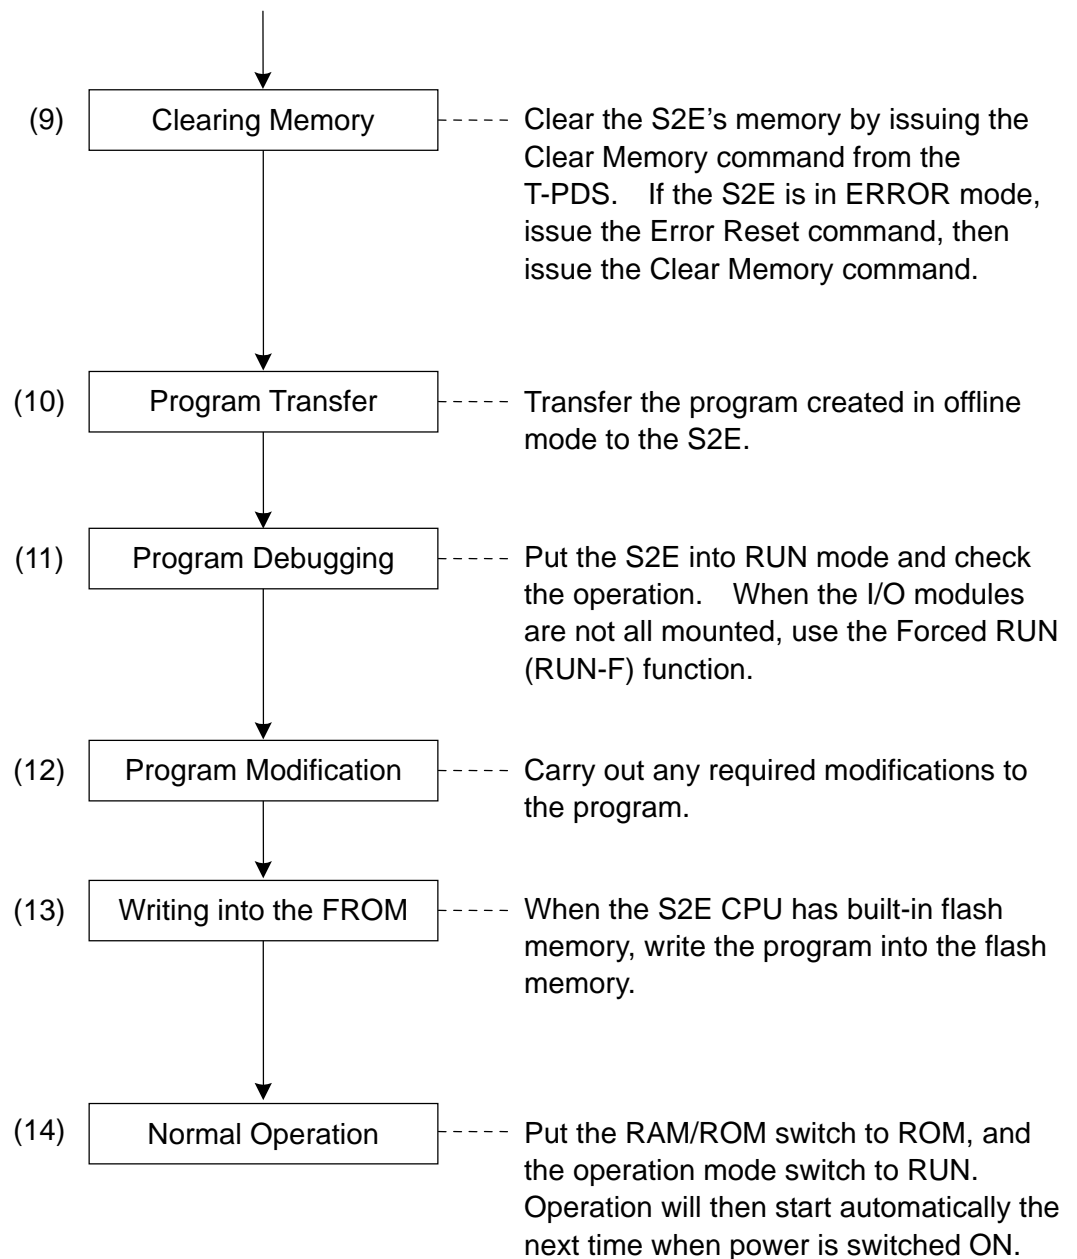 (9) Clearing Memory Clear the S2E's memory by issuing the
Clear Memory command from the
T-PDS. If the S2E is in ERROR mode,
issue the Error Reset command, then
issue the Clear Memory command.
(10) Program Transfer Transfer the program created in offline
mode to the S2E.
(11) Program Debugging Put the S2E into RUN mode and check
the operation. When the I/O modules
are not all mounted, use the Forced RUN
(RUN-F) function.
(12) Program Modification Carry out any required modifications to
the program.
(13) Writing into the FROM When the S2E CPU has built-in flash
memory, write the program into the flash
memory.
(14) Normal Operation Put the RAM/ROM switch to ROM, and
the operation mode switch to RUN.
Operation will then start automatically the
next time when power is switched ON.